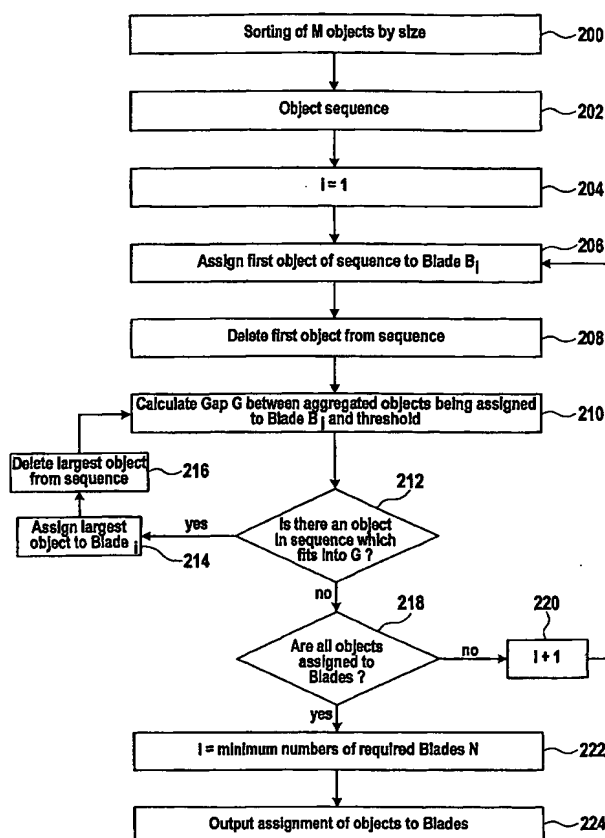 Sorting of M objects by size
200
Object sequence
202
i = 1
204
206
Assign first object of sequence to Blade B i
Delete first object from sequence
208
Calculate Gap G between aggregated objects being assigned
to Blade B i and threshold
210
Delete largest object
from sequence
216
212
Assign largest
object to Blade i
214
yes
Is there an object
in sequence which
fits into G ?
no
218
220
Are all objects
assigned to
Blades ?
no
i + 1
yes
i = minimum numbers of required Blades N
222
Output assignment of objects to Blades
224